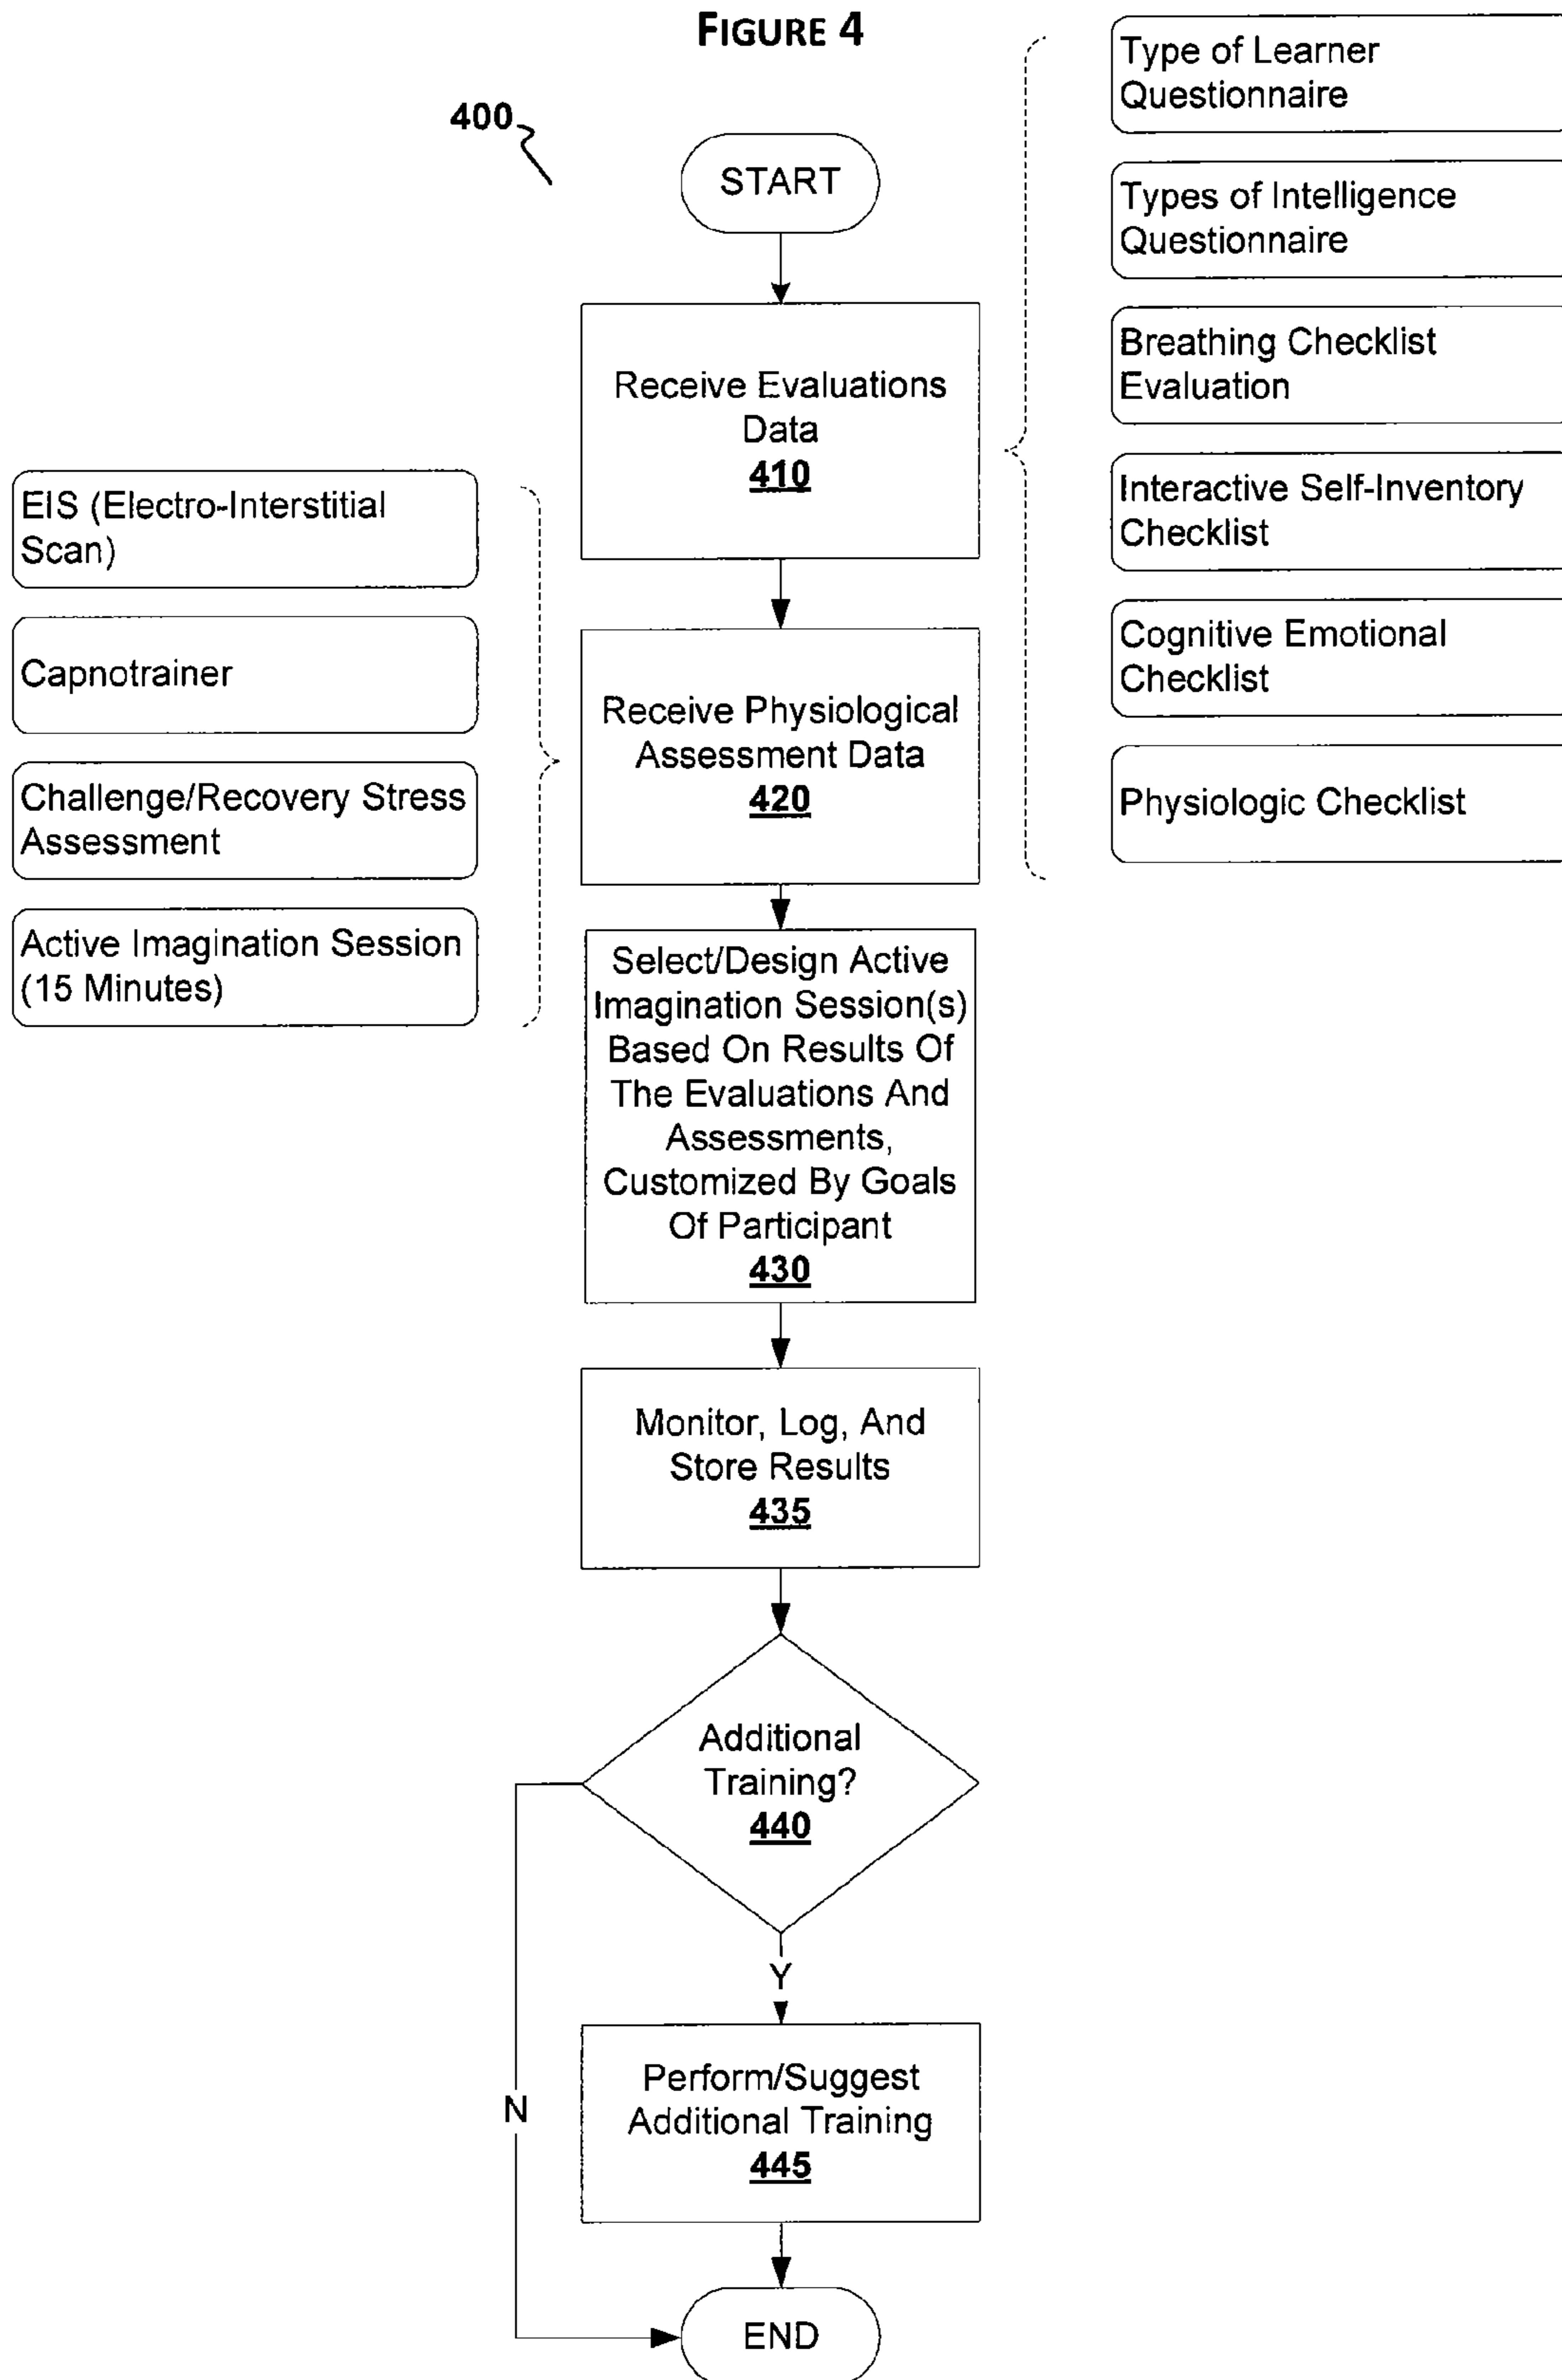 FIGURE 4
400
START
Receive Evaluations
Data
410
Type of Learner
Questionnaire
Types of Intelligence
Questionnaire
Breathing Checklist
Evaluation
Interactive Self-Inventory
Checklist
Cognitive Emotional
Checklist
Physiologic Checklist
EIS (Electro-Interstitial
Scan)
Capnotrainer
Challenge/Recovery Stress
Assessment
Active Imagination Session
(15 Minutes)
Receive Physiological
Assessment Data
420
Select/Design Active
Imagination Session(s)
Based On Results Of
The Evaluations And
Assessments,
Customized By Goals
Of Participant
430
Monitor, Log, And
Store Results
435
Additional
Training?
440
Y
N
Perform/Suggest
Additional Training
445
END